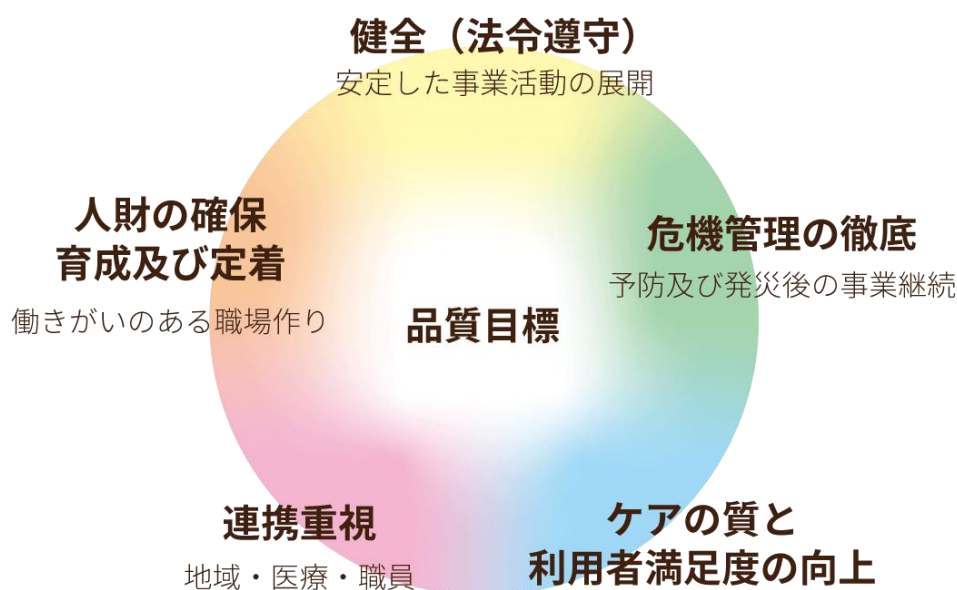 健全（法令遵守）
安定した事業活動の展開
人財の確保
育成及び定着
働きがいのある職場作り
危機管理の徹底
予防及び発災後の事業継続
品質目標
連携重視
地域・医療・職員
ケアの質と
利用者満足度の向上